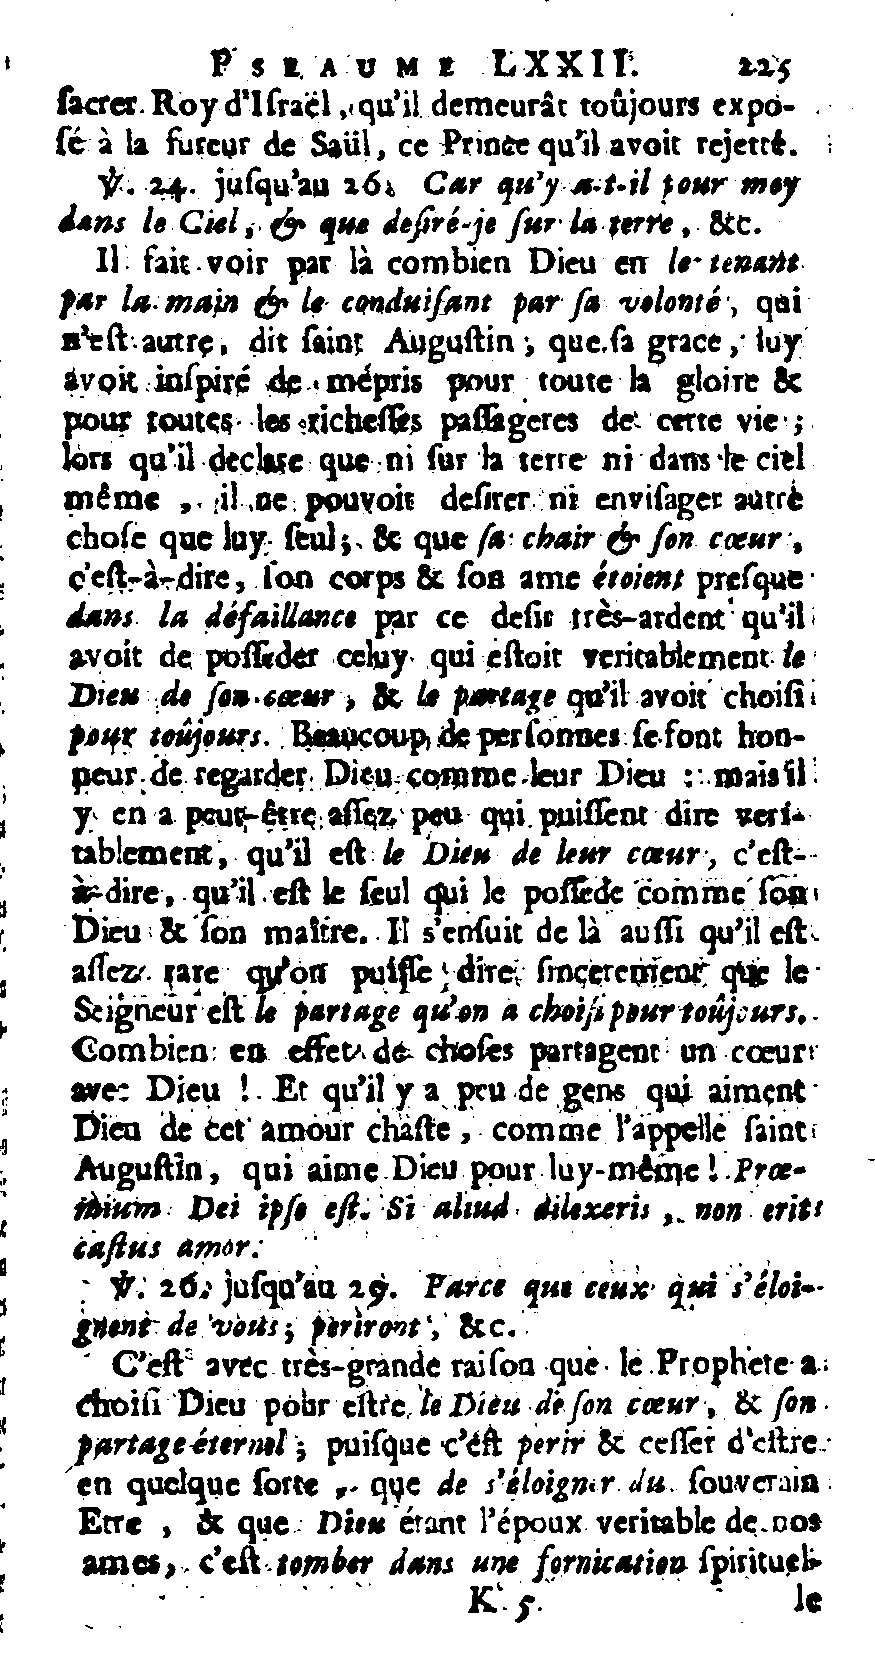 PSEAUME LXXII. 225
ſacrer Roy d'Iſraël, qu'il demeurât toûjours expo-
ſé à la fureur de Saül, ce Prince qu'il avoit rejetté.
℣. 24. juſqu'au 26. Car qu'y a-t-il pour moy
dans le Ciel, & que deſiré-je ſur la terre, &c.
Il fait voir par là combien Dieu en le tenant
par la main & le conduiſant par ſa volonté, qui
n'eſt autre, dit ſaint Auguſtin, que ſa grace, luy
avoit inſpiré de mépris pour toute la gloire &
pour toutes les richeſſes paſſageres de cette vie;
lors qu'il declare que ni ſur la terre ni dans le ciel
même, il ne pouvoit deſirer ni enviſager autre
choſe que luy ſeul; & que ſa chair & ſon cœur,
c'eſt-à-dire, ſon corps & ſon ame étoient preſque
dans la défaillance par ce deſir très-ardent qu'il
avoit de poſſeder celuy qui eſtoit veritablement le
Dieu de ſon cœur, & le partage qu'il avoit choiſi
pour toûjours. Beaucoup de perſonnes ſe font hon-
neur de regarder Dieu comme leur Dieu : mais il
y en a peut-être aſſez peu qui puiſſent dire veri-
tablement, qu'il eſt le Dieu de leur cœur, c'eſt-
à-dire, qu'il eſt le ſeul qui le poſſede comme ſon
Dieu & ſon maître. Il s'enſuit de là auſſi qu'il eſt
aſſez rare qu'on puiſſe dire ſincerement que le
Seigneur eſt le partage qu'on a choiſi pour toûjours.
Combien en effet de choſes partagent un cœur
avec Dieu ! Et qu'il y a peu de gens qui aiment
Dieu de cet amour chaſte, comme l'appelle ſaint
Auguſtin, qui aime Dieu pour luy-même ! Præ-
mium Dei ipſe eſt. Si aliud dilexeris, non erit
caſtus amor.
℣. 26. juſqu'au 29. Parce que ceux qui s'éloi-
gnent de vous, periront, &c.
C'eſt avec très-grande raiſon que le Prophete a
choiſi Dieu pour eſtre le Dieu de ſon cœur, & ſon
partage éternel; puiſque c'eſt perir & ceſſer d'eſtre
en quelque ſorte, que de s'éloigner du ſouverain
Etre, & que Dieu étant l'époux veritable de nos
ames, c'eſt tomber dans une fornication ſpirituel-
K 5 le